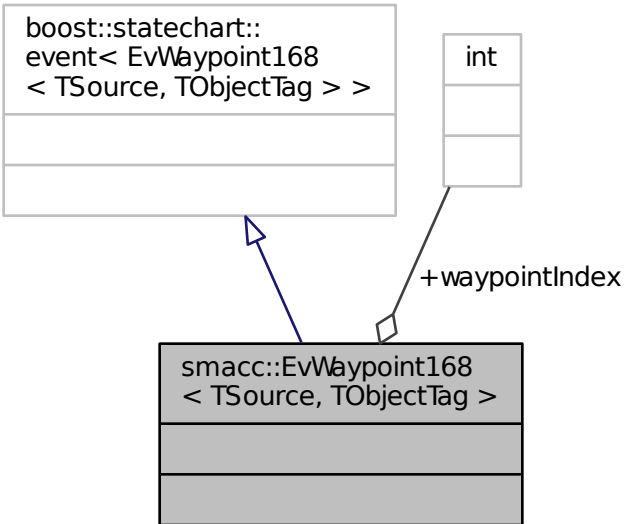 boost::statechart::
event< EvWaypoint168
< TSource, TObjectTag > >
int
+waypointIndex
smacc::EvWaypoint168
< TSource, TObjectTag >